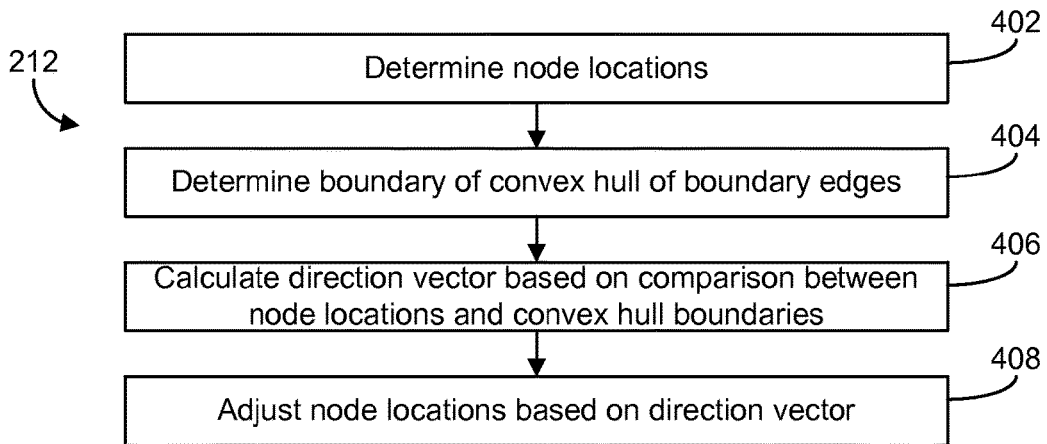 212
402
Determine node locations
404
Determine boundary of convex hull of boundary edges
406
Calculate direction vector based on comparison between
node locations and convex hull boundaries
408
Adjust node locations based on direction vector